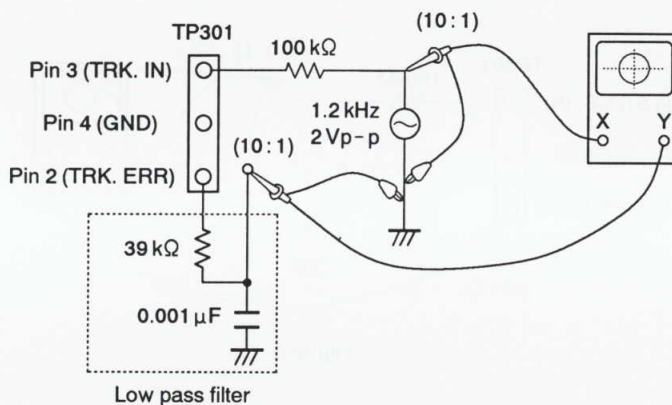 TP301
(10 : 1)
100 kΩ
Pin 3 (TRK. IN)
Pin 4 (GND)
1.2 kHz
2 Vp-p
X
Y
(10 : 1)
Pin 2 (TRK. ERR)
39 kΩ
0.001 μF
Low pass filter